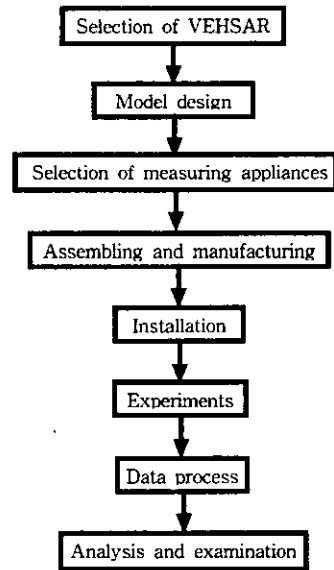 Selection of VEHSAR
Model design
Selection of measuring appliances
Assembling and manufacturing
Installation
Experiments
Data process
Analysis and examination